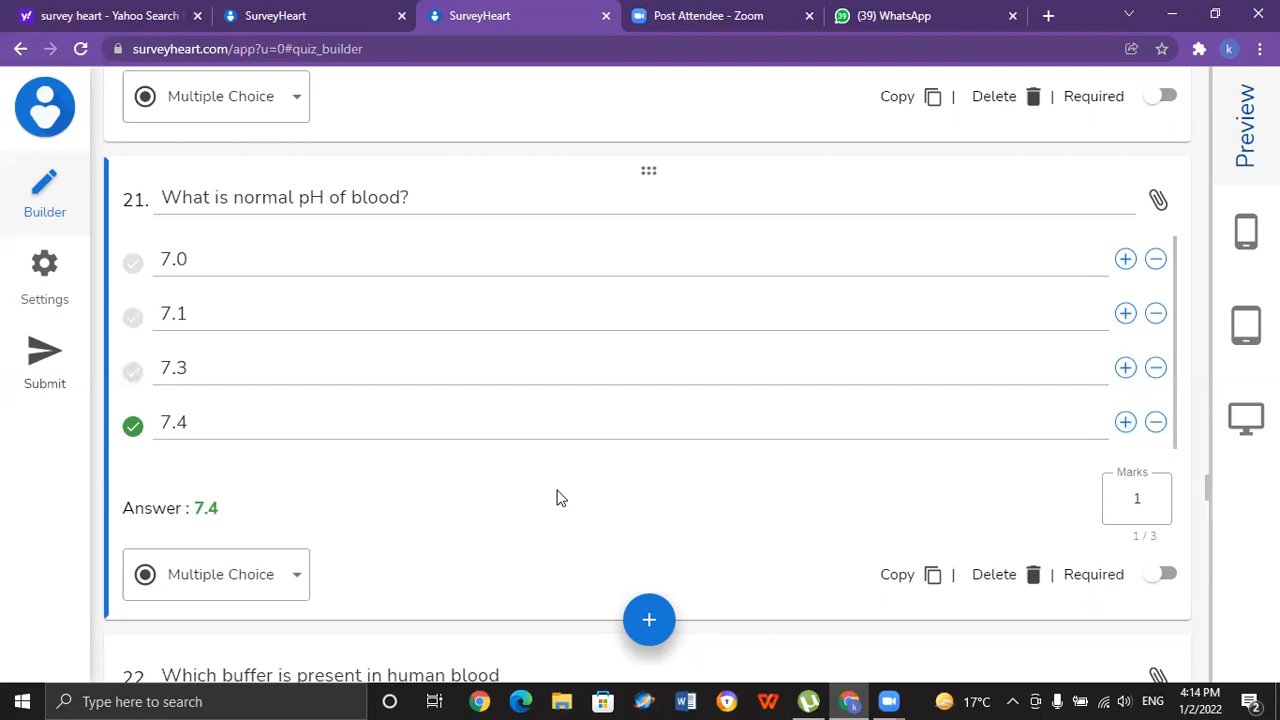 survey heart - Yahoo Search
SurveyHeart
SurveyHeart
Post Attendee - Zoom
(39) WhatsApp
surveyheart.com/app?u=0#quiz_builder
k
Multiple Choice
Copy | Delete | Required
Preview
Builder
Settings
Submit
21. What is normal pH of blood?
7.0
7.1
7.3
7.4
Marks
1
1 / 3
Answer : 7.4
Multiple Choice
Copy | Delete | Required
22 Which buffer is present in human blood
Type here to search
17°C
ENG
4:14 PM
1/2/2022
2